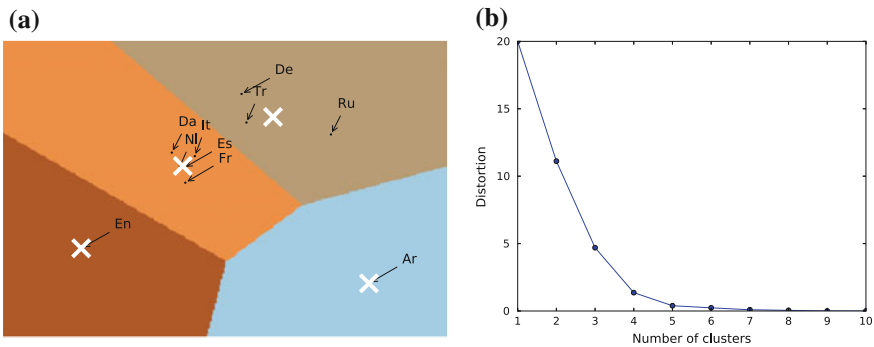 (a)
De
Tr
Ru
Da It
Nl
Es
Fr
En
Ar
(b)
20
15
10
5
0
Distortion
1 2 3 4 5 6 7 8 9 10
Number of clusters